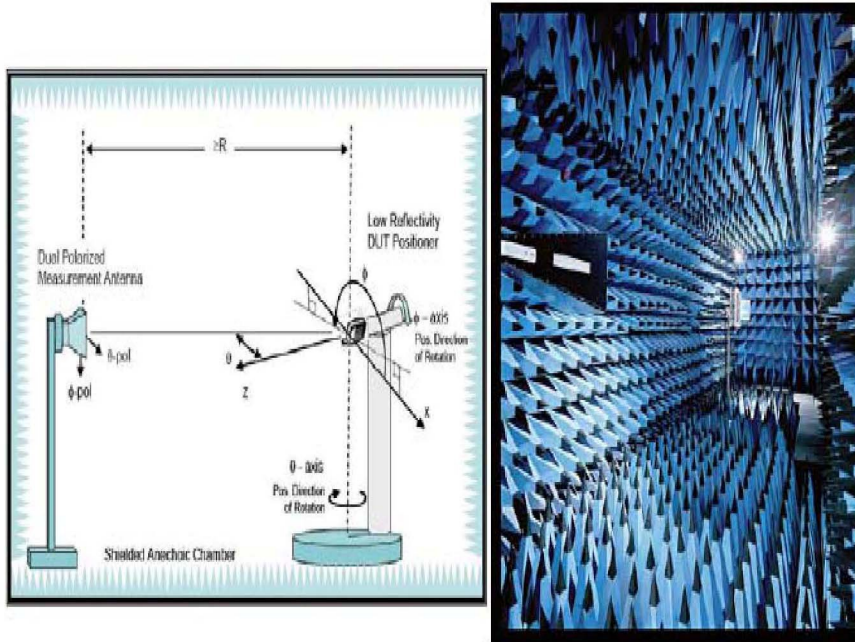 ≥R
Low Reflectivity
DUT Positioner
Dual Polarized
Measurement Antenna
ϕ
ϕ - axis
Pos. Direction
of Rotation
θ
θ-pol
ϕ-pol
Z
X
θ - axis
Pos. Direction
of Rotation
Shielded Anechoic Chamber